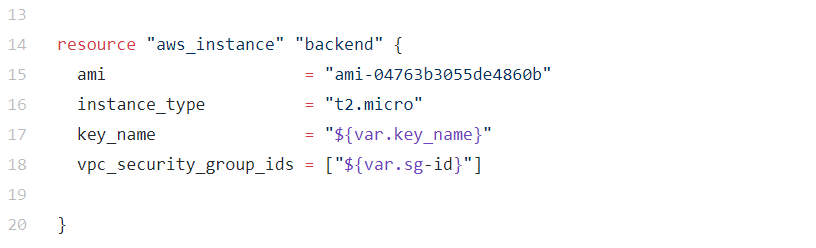 13
14 resource "aws_instance" "backend" {
15 ami = "ami-04763b3055de4860b"
16 instance_type = "t2.micro"
17 key_name = "${var.key_name}"
18 vpc_security_group_ids = ["${var.sg-id}"]
19
20 }